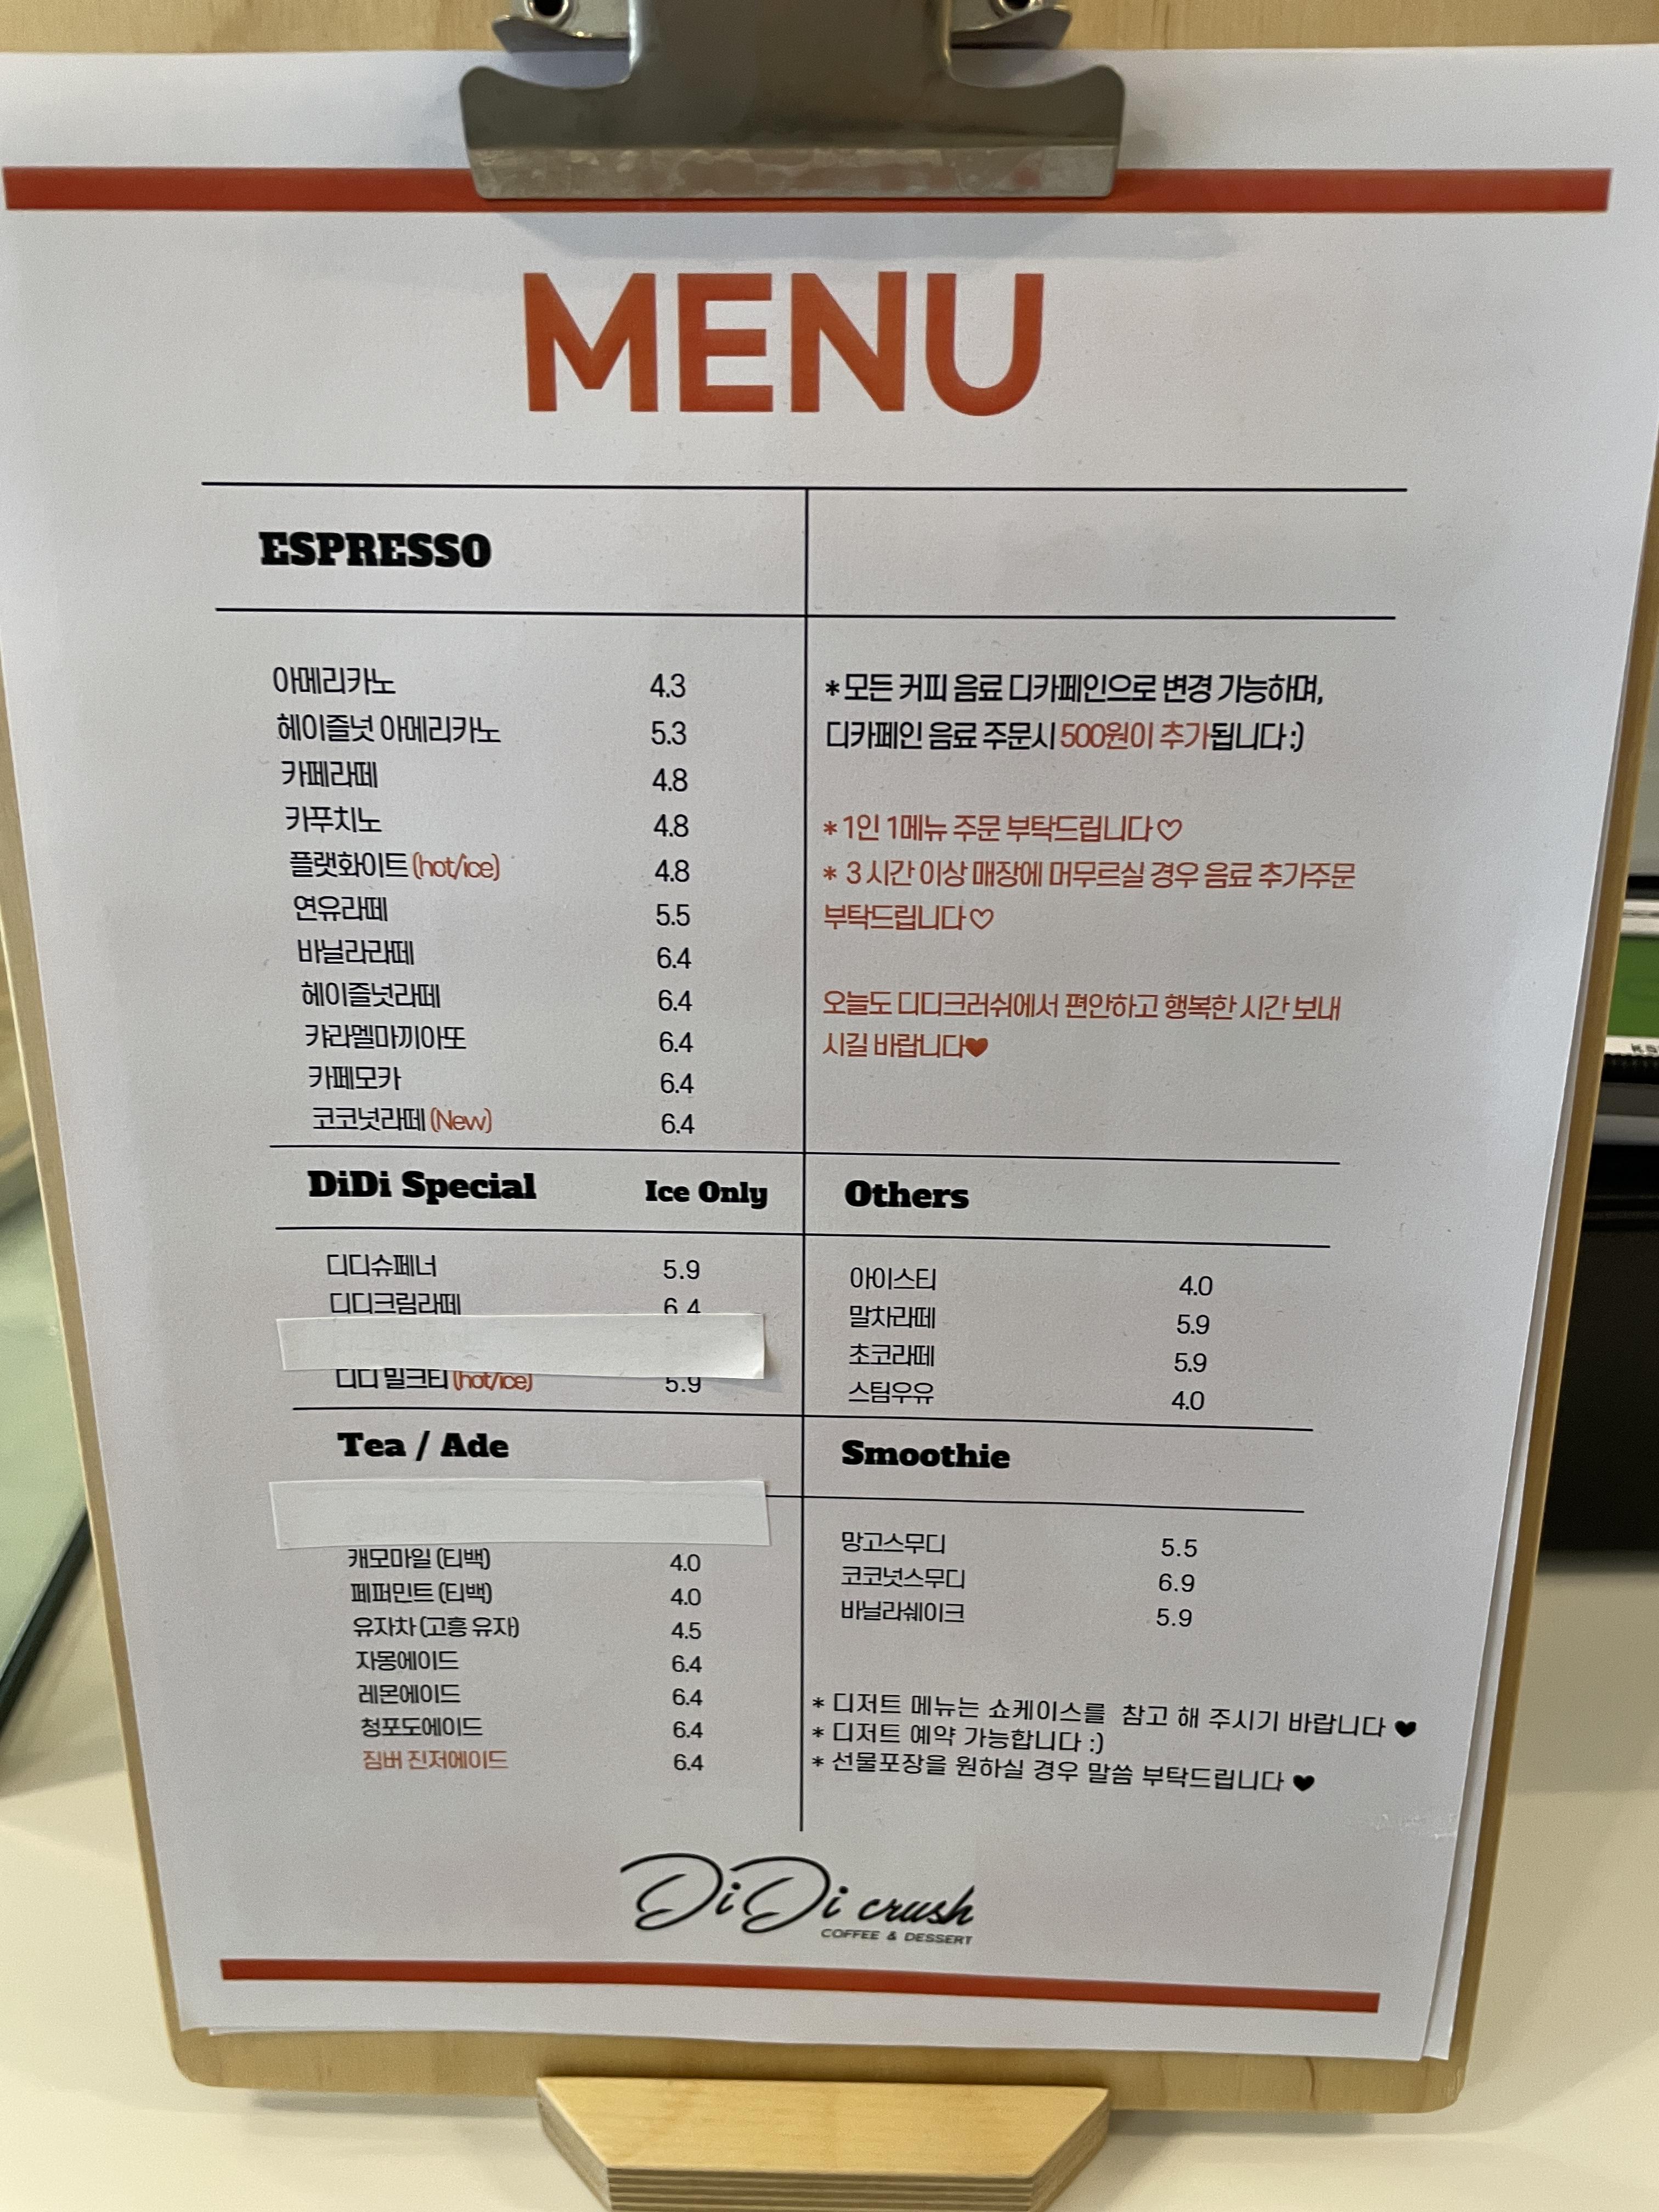 MENU
ESPRESSO
아메리카노 4.3
헤이즐넛 아메리카노 5.3
카페라떼 4.8
카푸치노 4.8
플랫화이트 (hot/ice) 4.8
연유라떼 5.5
바닐라라떼 6.4
헤이즐넛라떼 6.4
캬라멜마끼아또 6.4
카페모카 6.4
코코넛라떼 (New) 6.4
*모든 커피 음료 디카페인으로 변경 가능하며,
디카페인 음료 주문시 500원이 추가됩니다 :)
*1인 1메뉴 주문 부탁드립니다♡
* 3시간 이상 매장에 머무르실 경우 음료 추가주문
부탁드립니다♡
오늘도 디디크러쉬에서 편안하고 행복한 시간 보내
시길 바랍니다♥
DiDi Special Ice Only
디디슈페너 5.9
디디크림라떼 6.4
디디 밀크티 (hot/ice) 5.9
Others
아이스티 4.0
말차라떼 5.9
초코라떼 5.9
스팀우유 4.0
Tea / Ade
캐모마일 (티백) 4.0
페퍼민트 (티백) 4.0
유자차 (고흥 유자) 4.5
자몽에이드 6.4
레몬에이드 6.4
청포도에이드 6.4
짐버 진저에이드 6.4
Smoothie
망고스무디 5.5
코코넛스무디 6.9
바닐라쉐이크 5.9
* 디저트 메뉴는 쇼케이스를 참고 해 주시기 바랍니다 ♥
* 디저트 예약 가능합니다 :)
* 선물포장을 원하실 경우 말씀 부탁드립니다 ♥
DiDi crush
COFFEE & DESSERT